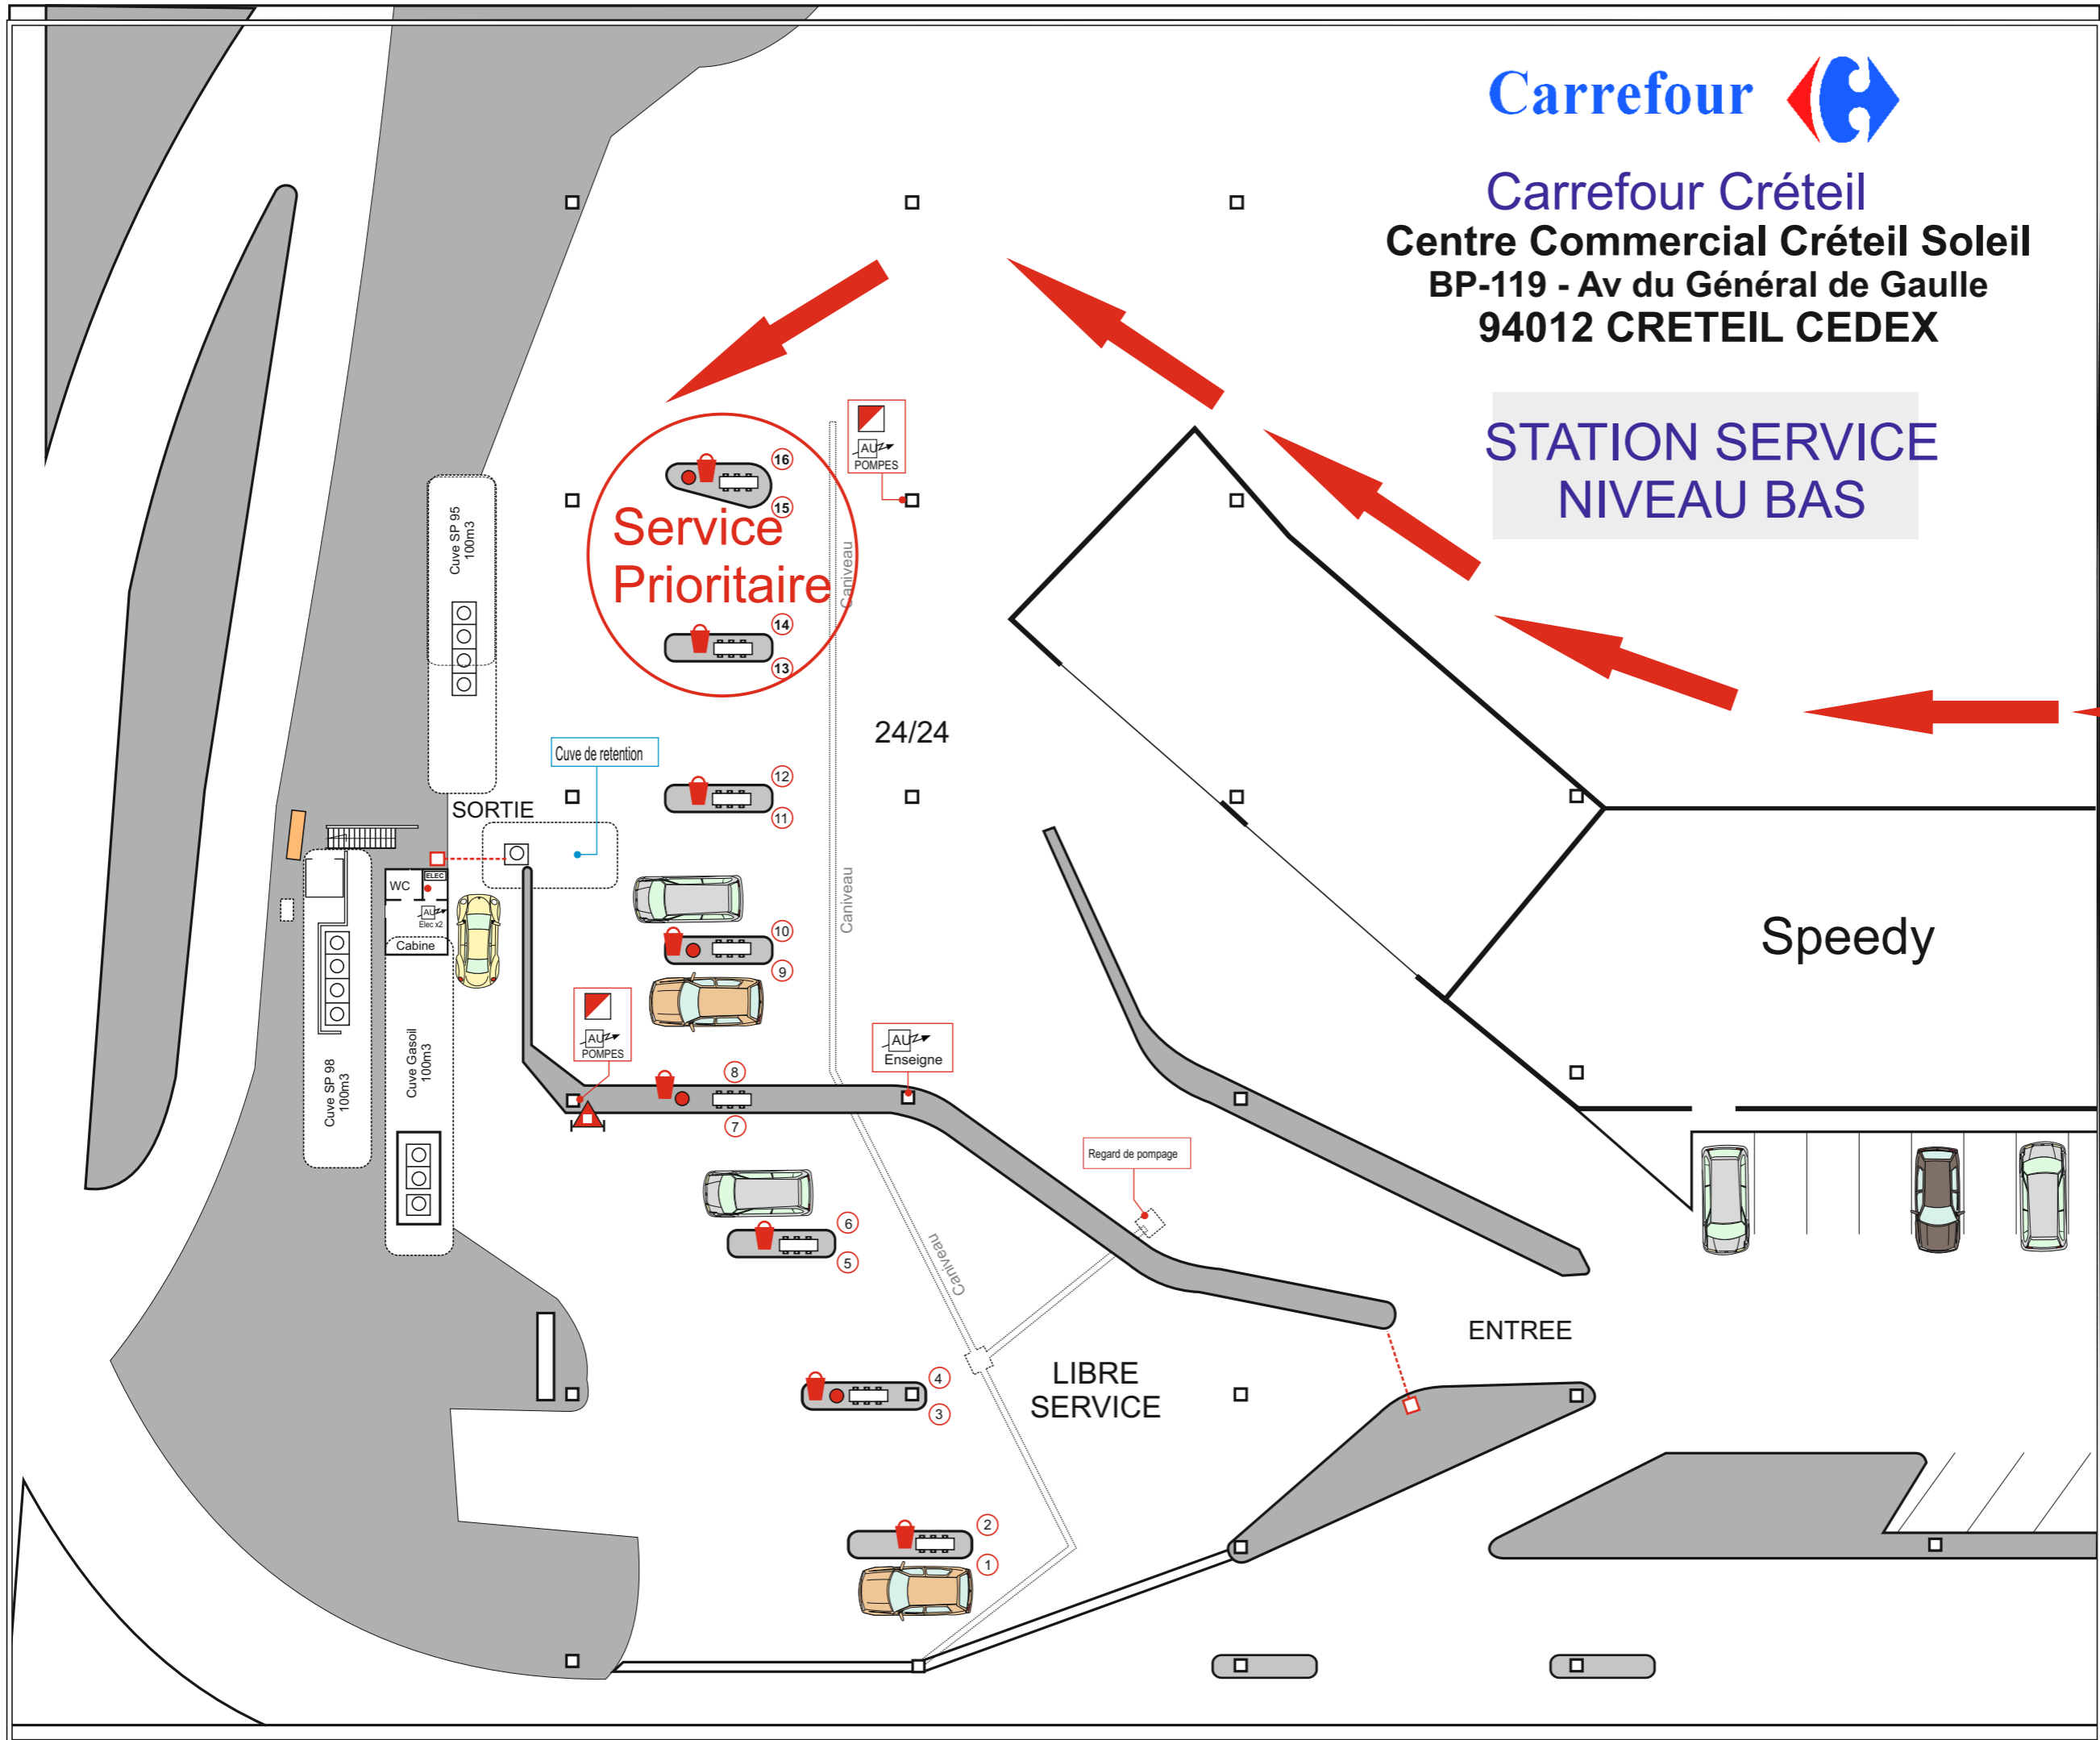 Carrefour
Carrefour Créteil
Centre Commercial Créteil Soleil
BP-119 - Av du Général de Gaulle
94012 CRETEIL CEDEX
STATION SERVICE
NIVEAU BAS
AU
POMPES
16
15
Service
Prioritaire
14
13
Caniveau
Cuve SP 95
100m3
24/24
Cuve de retention
12
11
SORTIE
WC
ELEC
AU
Elec x2
Cabine
10
9
Caniveau
Speedy
Cuve SP 98
100m3
Cuve Gasoil
100m3
AU
POMPES
AU
Enseigne
8
7
Regard de pompage
6
5
Caniveau
ENTREE
LIBRE
SERVICE
4
3
2
1